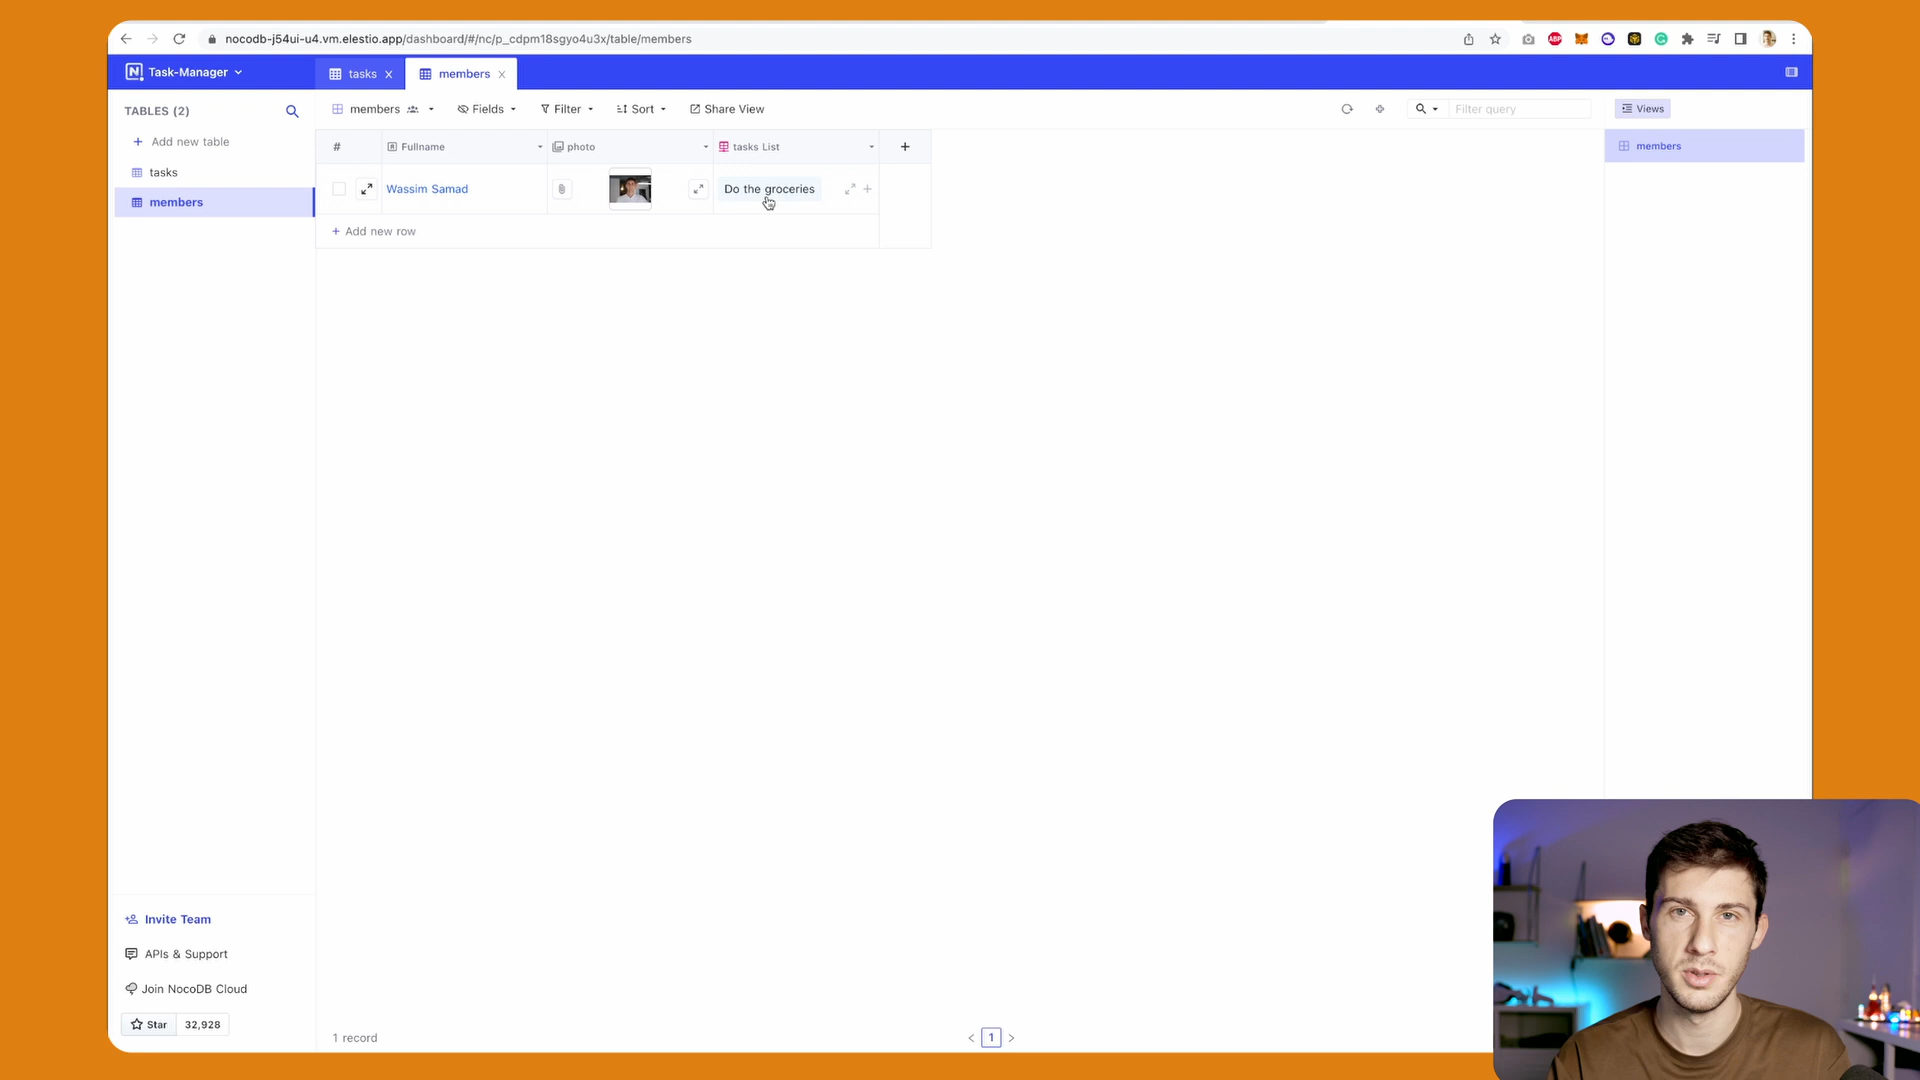 nocodb-j54ui-u4.vm.elestio.app/dashboard/#/nc/p_cdpm18sgyo4u3x/table/members
ABP
Task-Manager
tasks
members
TABLES (2)
members
Fields
Filter
Sort
Share View
Filter query
Views
Add new table
# Fullname photo tasks List
members
tasks
Wassim Samad
Do the groceries
members
Add new row
Invite Team
APIs & Support
Join NocoDB Cloud
Star 32,928
1 record
1